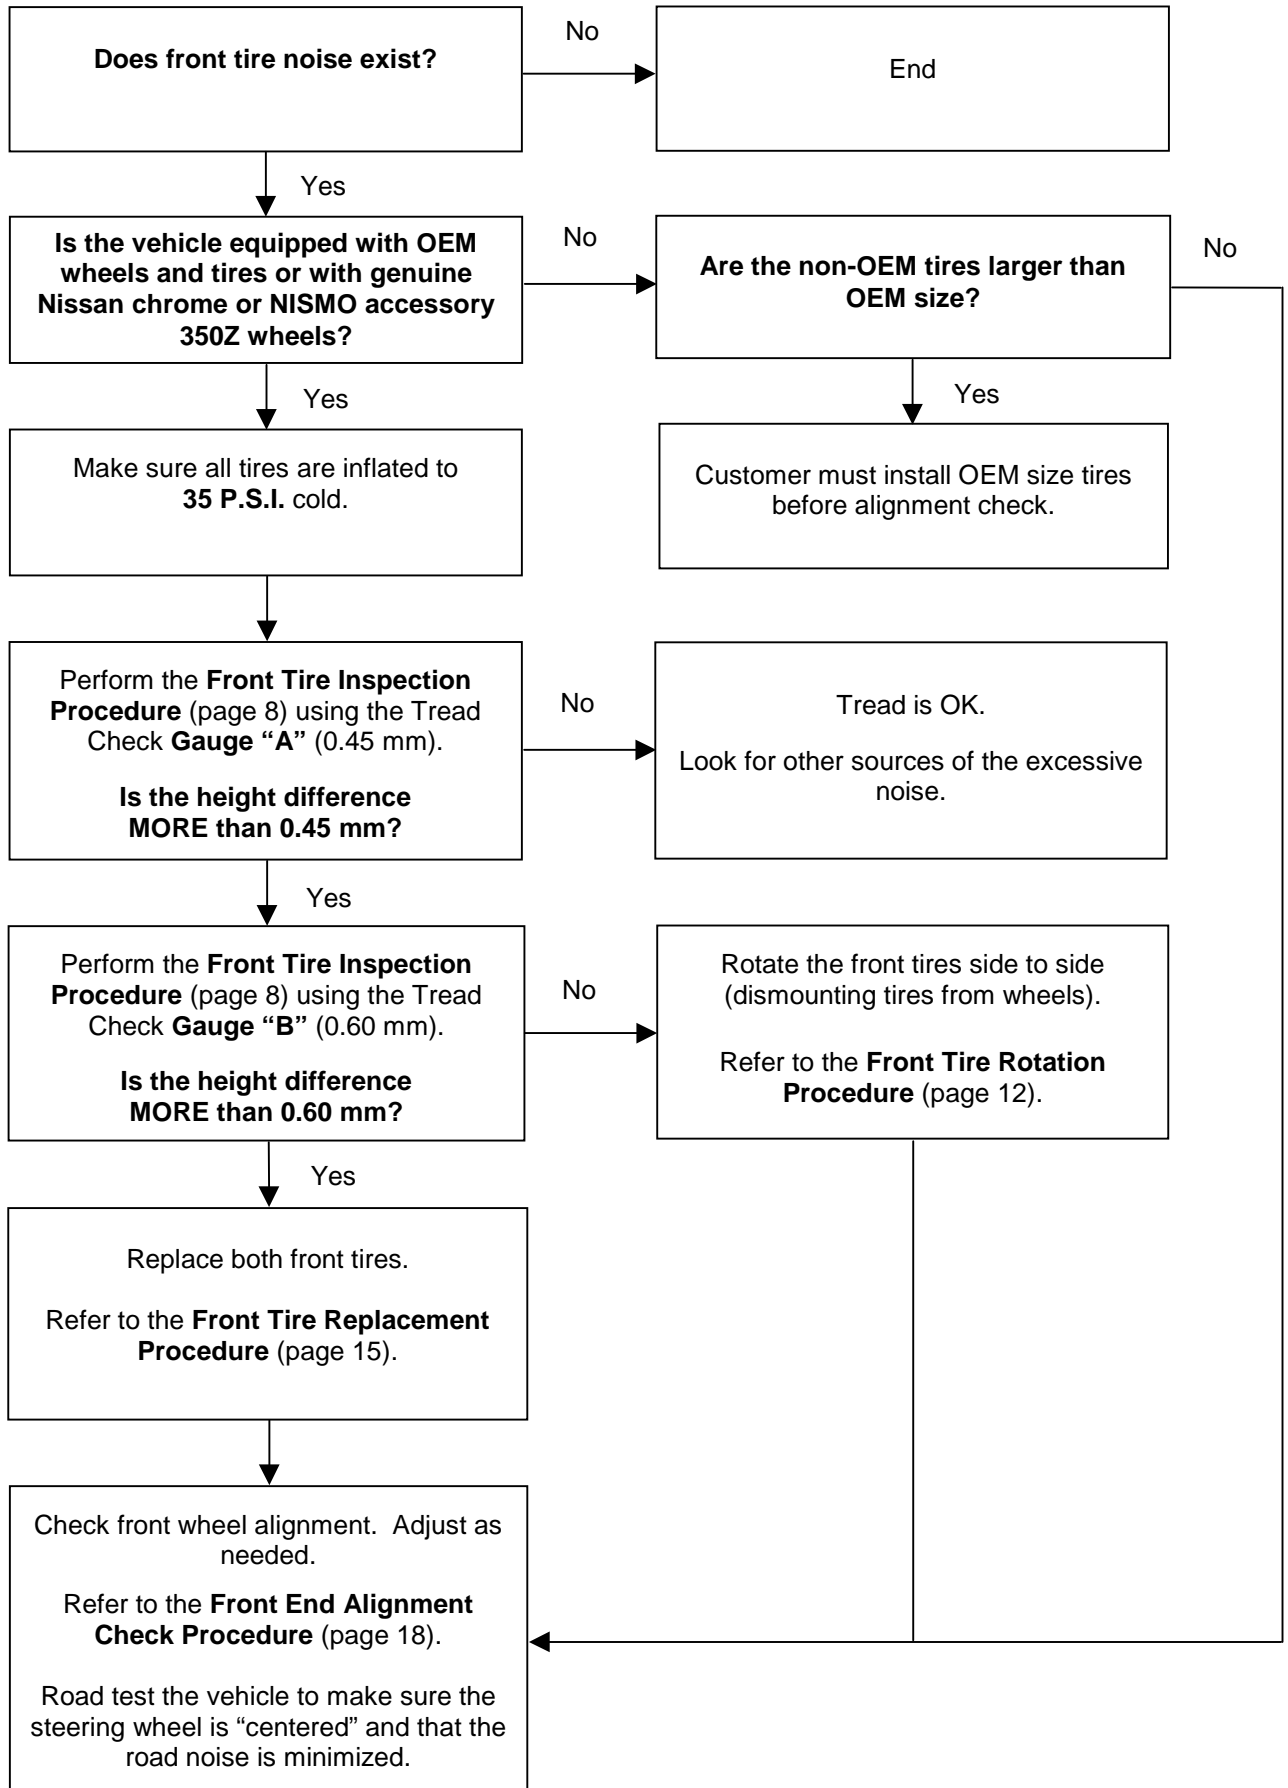 Does front tire noise exist?
No
End
Yes
Is the vehicle equipped with OEM
wheels and tires or with genuine
Nissan chrome or NISMO accessory
350Z wheels?
No
Are the non-OEM tires larger than
OEM size?
No
Yes
Yes
Make sure all tires are inflated to
35 P.S.I. cold.
Customer must install OEM size tires
before alignment check.
Perform the Front Tire Inspection
Procedure (page 8) using the Tread
Check Gauge “A” (0.45 mm).
Is the height difference
MORE than 0.45 mm?
No
Tread is OK.
Look for other sources of the excessive
noise.
Yes
Perform the Front Tire Inspection
Procedure (page 8) using the Tread
Check Gauge “B” (0.60 mm).
Is the height difference
MORE than 0.60 mm?
No
Rotate the front tires side to side
(dismounting tires from wheels).
Refer to the Front Tire Rotation
Procedure (page 12).
Yes
Replace both front tires.
Refer to the Front Tire Replacement
Procedure (page 15).
Check front wheel alignment.  Adjust as
needed.
Refer to the Front End Alignment
Check Procedure (page 18).
Road test the vehicle to make sure the
steering wheel is “centered” and that the
road noise is minimized.